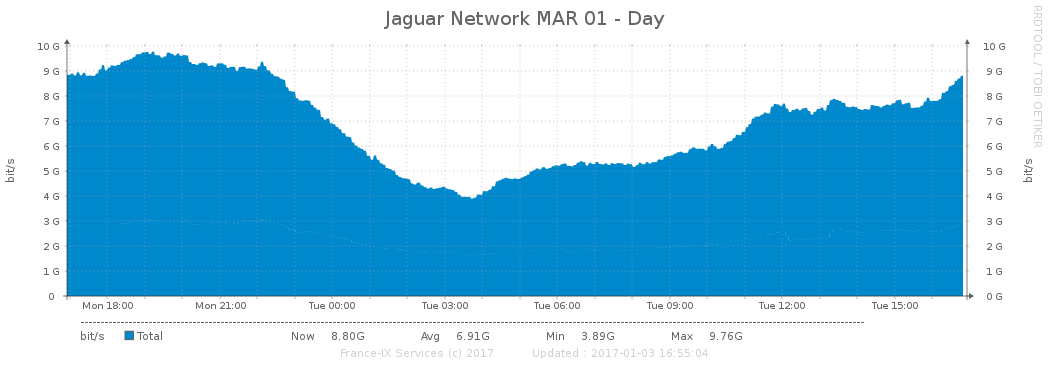 Jaguar Network MAR 01 - Day
RRDTOOL / TOBI OETIKER
10 G 10 G
9 G 9 G
8 G 8 G
7 G 7 G
6 G 6 G
5 G 5 G
4 G 4 G
3 G 3 G
2 G 2 G
1 G 1 G
0 0 G
bit/s
bit/s
Mon 18:00 Mon 21:00 Tue 00:00 Tue 03:00 Tue 06:00 Tue 09:00 Tue 12:00 Tue 15:00
bit/s Total Now 8.80G Avg 6.91G Min 3.89G Max 9.76G
France-IX Services (c) 2017 Updated : 2017-01-03 16:55:04